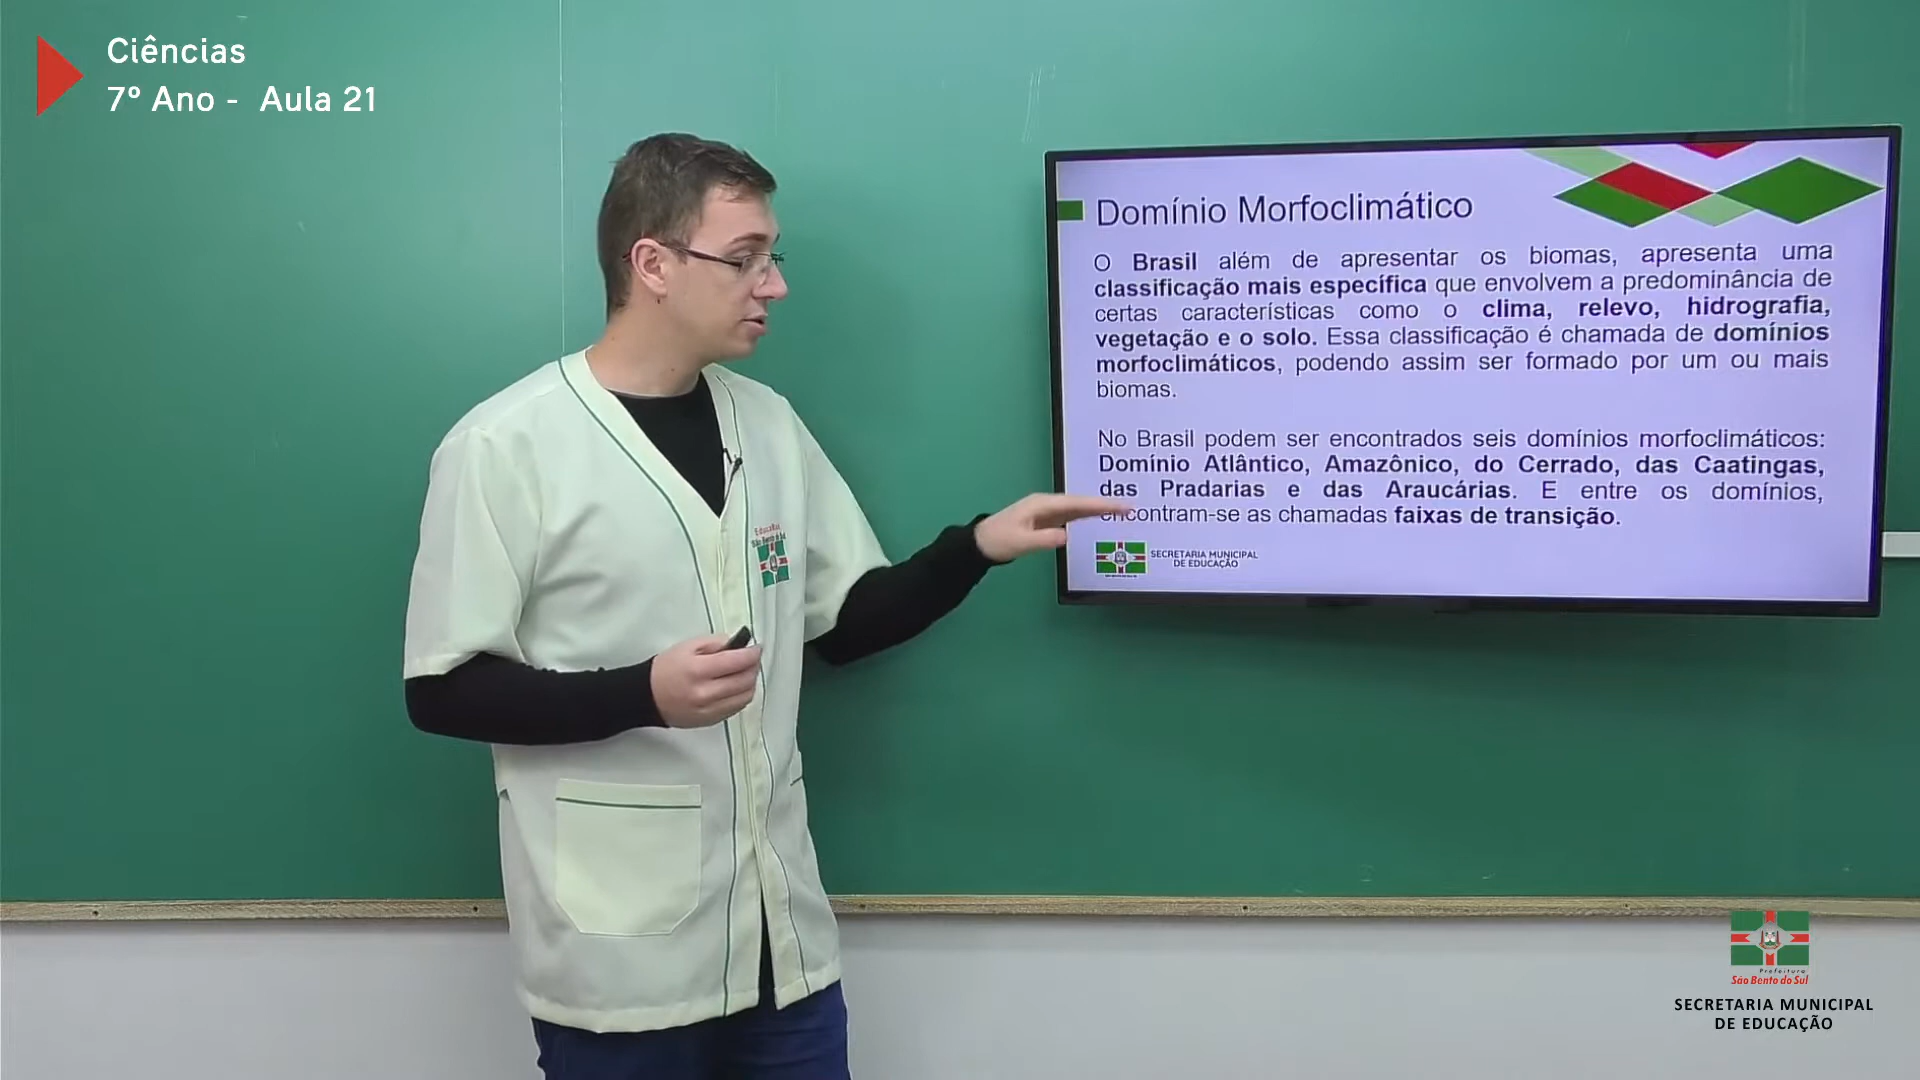 Ciências
7º Ano - Aula 21
Domínio Morfoclimático
O Brasil além de apresentar os biomas, apresenta uma
classificação mais específica que envolvem a predominância de
certas características como o clima, relevo, hidrografia,
vegetação e o solo. Essa classificação é chamada de domínios
morfoclimáticos, podendo assim ser formado por um ou mais
biomas.
No Brasil podem ser encontrados seis domínios morfoclimáticos:
Domínio Atlântico, Amazônico, do Cerrado, das Caatingas,
das Pradarias e das Araucárias. E entre os domínios,
encontram-se as chamadas faixas de transição.
SECRETARIA MUNICIPAL
DE EDUCAÇÃO
São Bento do Sul
Prefeitura
São Bento do Sul
SECRETARIA MUNICIPAL
DE EDUCAÇÃO